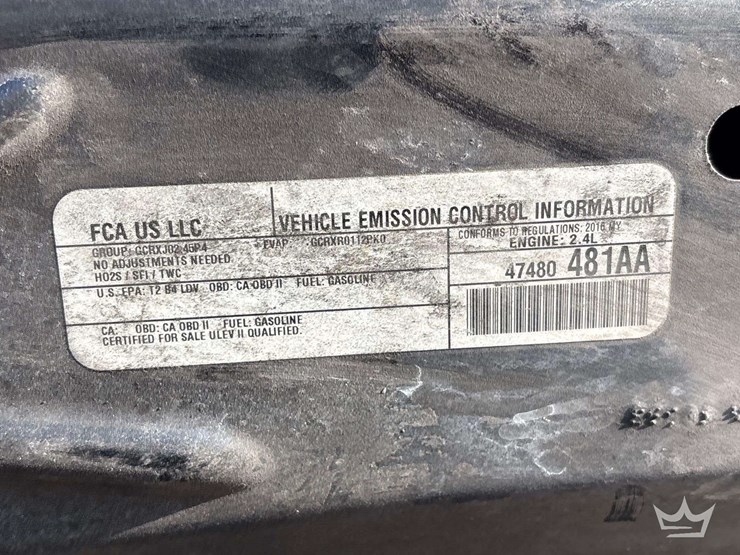 FCA US LLC
VEHICLE EMISSION CONTROL INFORMATION
GROUP: GCRXJ02.45P4 EVAP: GCRXR0112PK0
NO ADJUSTMENTS NEEDED
HO2S / SFI / TWC
CONFORMS TO REGULATIONS: 2016 MY
ENGINE: 2.4L
47480 481AA
U.S. EPA: T2 B4 LDV OBD: CA OBD II FUEL: GASOLINE
CA: OBD: CA OBD II FUEL: GASOLINE
CERTIFIED FOR SALE ULEV II QUALIFIED.